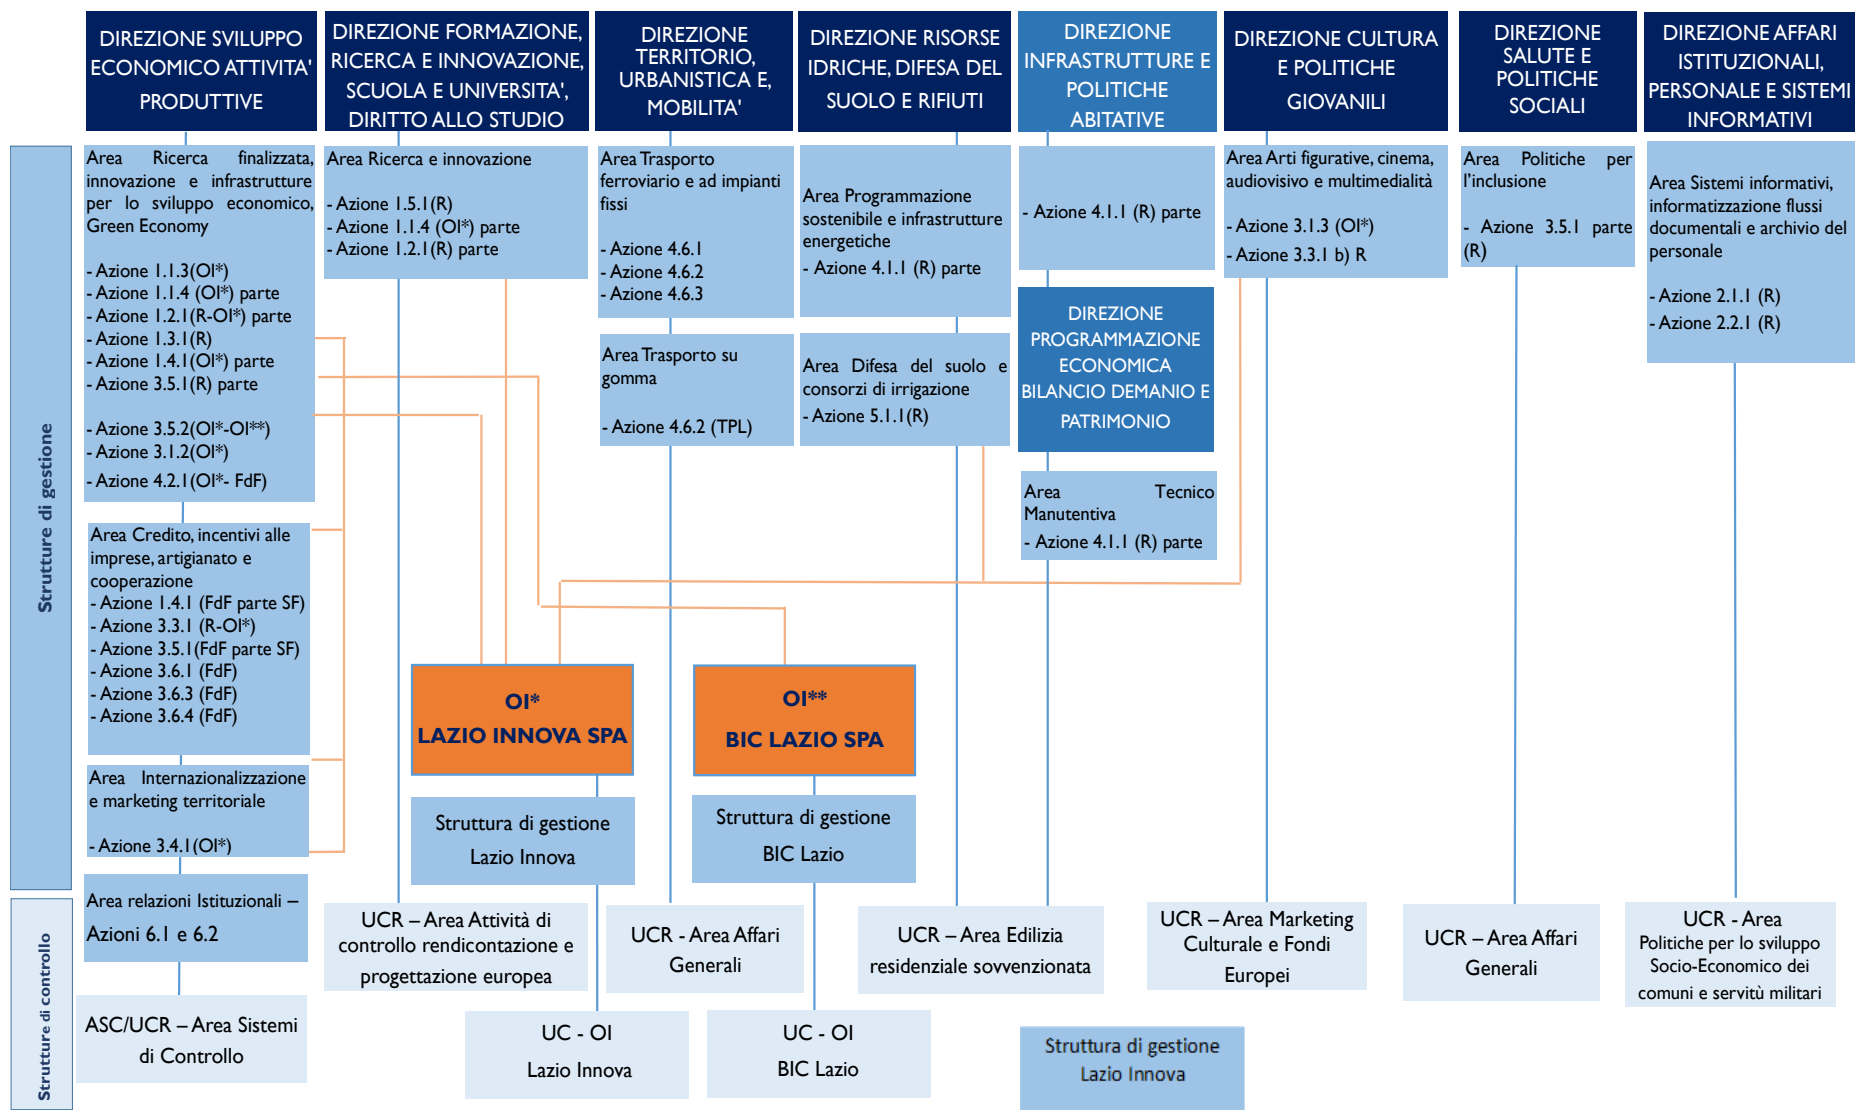 DIREZIONE SVILUPPO
ECONOMICO ATTIVITA'
PRODUTTIVE
DIREZIONE FORMAZIONE,
RICERCA E INNOVAZIONE,
SCUOLA E UNIVERSITA',
DIRITTO ALLO STUDIO
DIREZIONE
TERRITORIO,
URBANISTICA E,
MOBILITA'
DIREZIONE RISORSE
IDRICHE, DIFESA DEL
SUOLO E RIFIUTI
DIREZIONE
INFRASTRUTTURE E
POLITICHE
ABITATIVE
DIREZIONE CULTURA
E POLITICHE
GIOVANILI
DIREZIONE
SALUTE E
POLITICHE
SOCIALI
DIREZIONE AFFARI
ISTITUZIONALI,
PERSONALE E SISTEMI
INFORMATIVI
Strutture di gestione
Area Ricerca finalizzata,
innovazione e infrastrutture
per lo sviluppo economico,
Green Economy
- Azione 1.1.3(OI*)
- Azione 1.1.4 (OI*) parte
- Azione 1.2.1(R-OI*) parte
- Azione 1.3.1(R)
- Azione 1.4.1(OI*) parte
- Azione 3.5.1(R) parte
- Azione 3.5.2(OI*-OI**)
- Azione 3.1.2(OI*)
- Azione 4.2.1(OI*- FdF)
Area Credito, incentivi alle
imprese, artigianato e
cooperazione
- Azione 1.4.1 (FdF parte SF)
- Azione 3.3.1 (R-OI*)
- Azione 3.5.1(FdF parte SF)
- Azione 3.6.1 (FdF)
- Azione 3.6.3 (FdF)
- Azione 3.6.4 (FdF)
Area Internazionalizzazione
e marketing territoriale
- Azione 3.4.1(OI*)
Area relazioni Istituzionali –
Azioni 6.1 e 6.2
Area Ricerca e innovazione
- Azione 1.5.1(R)
- Azione 1.1.4 (OI*) parte
- Azione 1.2.1(R) parte
Area Trasporto
ferroviario e ad impianti
fissi
- Azione 4.6.1
- Azione 4.6.2
- Azione 4.6.3
Area Trasporto su
gomma
- Azione 4.6.2 (TPL)
Area Programmazione
sostenibile e infrastrutture
energetiche
- Azione 4.1.1 (R) parte
Area Difesa del suolo e
consorzi di irrigazione
- Azione 5.1.1(R)
- Azione 4.1.1 (R) parte
DIREZIONE
PROGRAMMAZIONE
ECONOMICA
BILANCIO DEMANIO E
PATRIMONIO
Area Tecnico
Manutentiva
- Azione 4.1.1 (R) parte
Area Arti figurative, cinema,
audiovisivo e multimedialità
- Azione 3.1.3 (OI*)
- Azione 3.3.1 b) R
Area Politiche per
l'inclusione
- Azione 3.5.1 parte
(R)
Area Sistemi informativi,
informatizzazione flussi
documentali e archivio del
personale
- Azione 2.1.1 (R)
- Azione 2.2.1 (R)
OI*
LAZIO INNOVA SPA
OI**
BIC LAZIO SPA
Struttura di gestione
Lazio Innova
Struttura di gestione
BIC Lazio
Strutture di controllo
ASC/UCR – Area Sistemi
di Controllo
UCR – Area Attività di
controllo rendicontazione e
progettazione europea
UC - OI
Lazio Innova
UCR - Area Affari
Generali
UC - OI
BIC Lazio
UCR – Area Edilizia
residenziale sovvenzionata
Struttura di gestione
Lazio Innova
UCR – Area Marketing
Culturale e Fondi
Europei
UCR – Area Affari
Generali
UCR - Area
Politiche per lo sviluppo
Socio-Economico dei
comuni e servitù militari